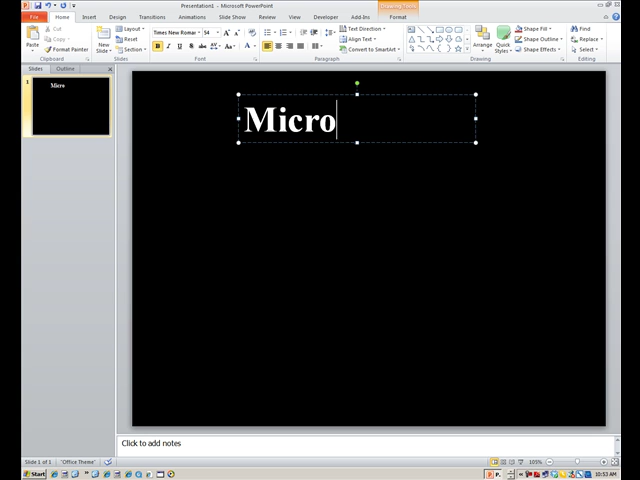 Presentation1 - Microsoft PowerPoint
Drawing Tools
File Home Insert Design Transitions Animations Slide Show Review View Developer Add-Ins Format
Paste
Cut
Copy
Format Painter
Clipboard
New Slide
Layout
Reset
Section
Slides
Times New Roman 54
Font
Paragraph
Text Direction
Align Text
Convert to SmartArt
Arrange
Quick Styles
Shape Fill
Shape Outline
Shape Effects
Drawing
Find
Replace
Select
Editing
Slides Outline
1
Micro
Micro
Click to add notes
Slide 1 of 1 "Office Theme" 105%
Start P. 10:53 AM